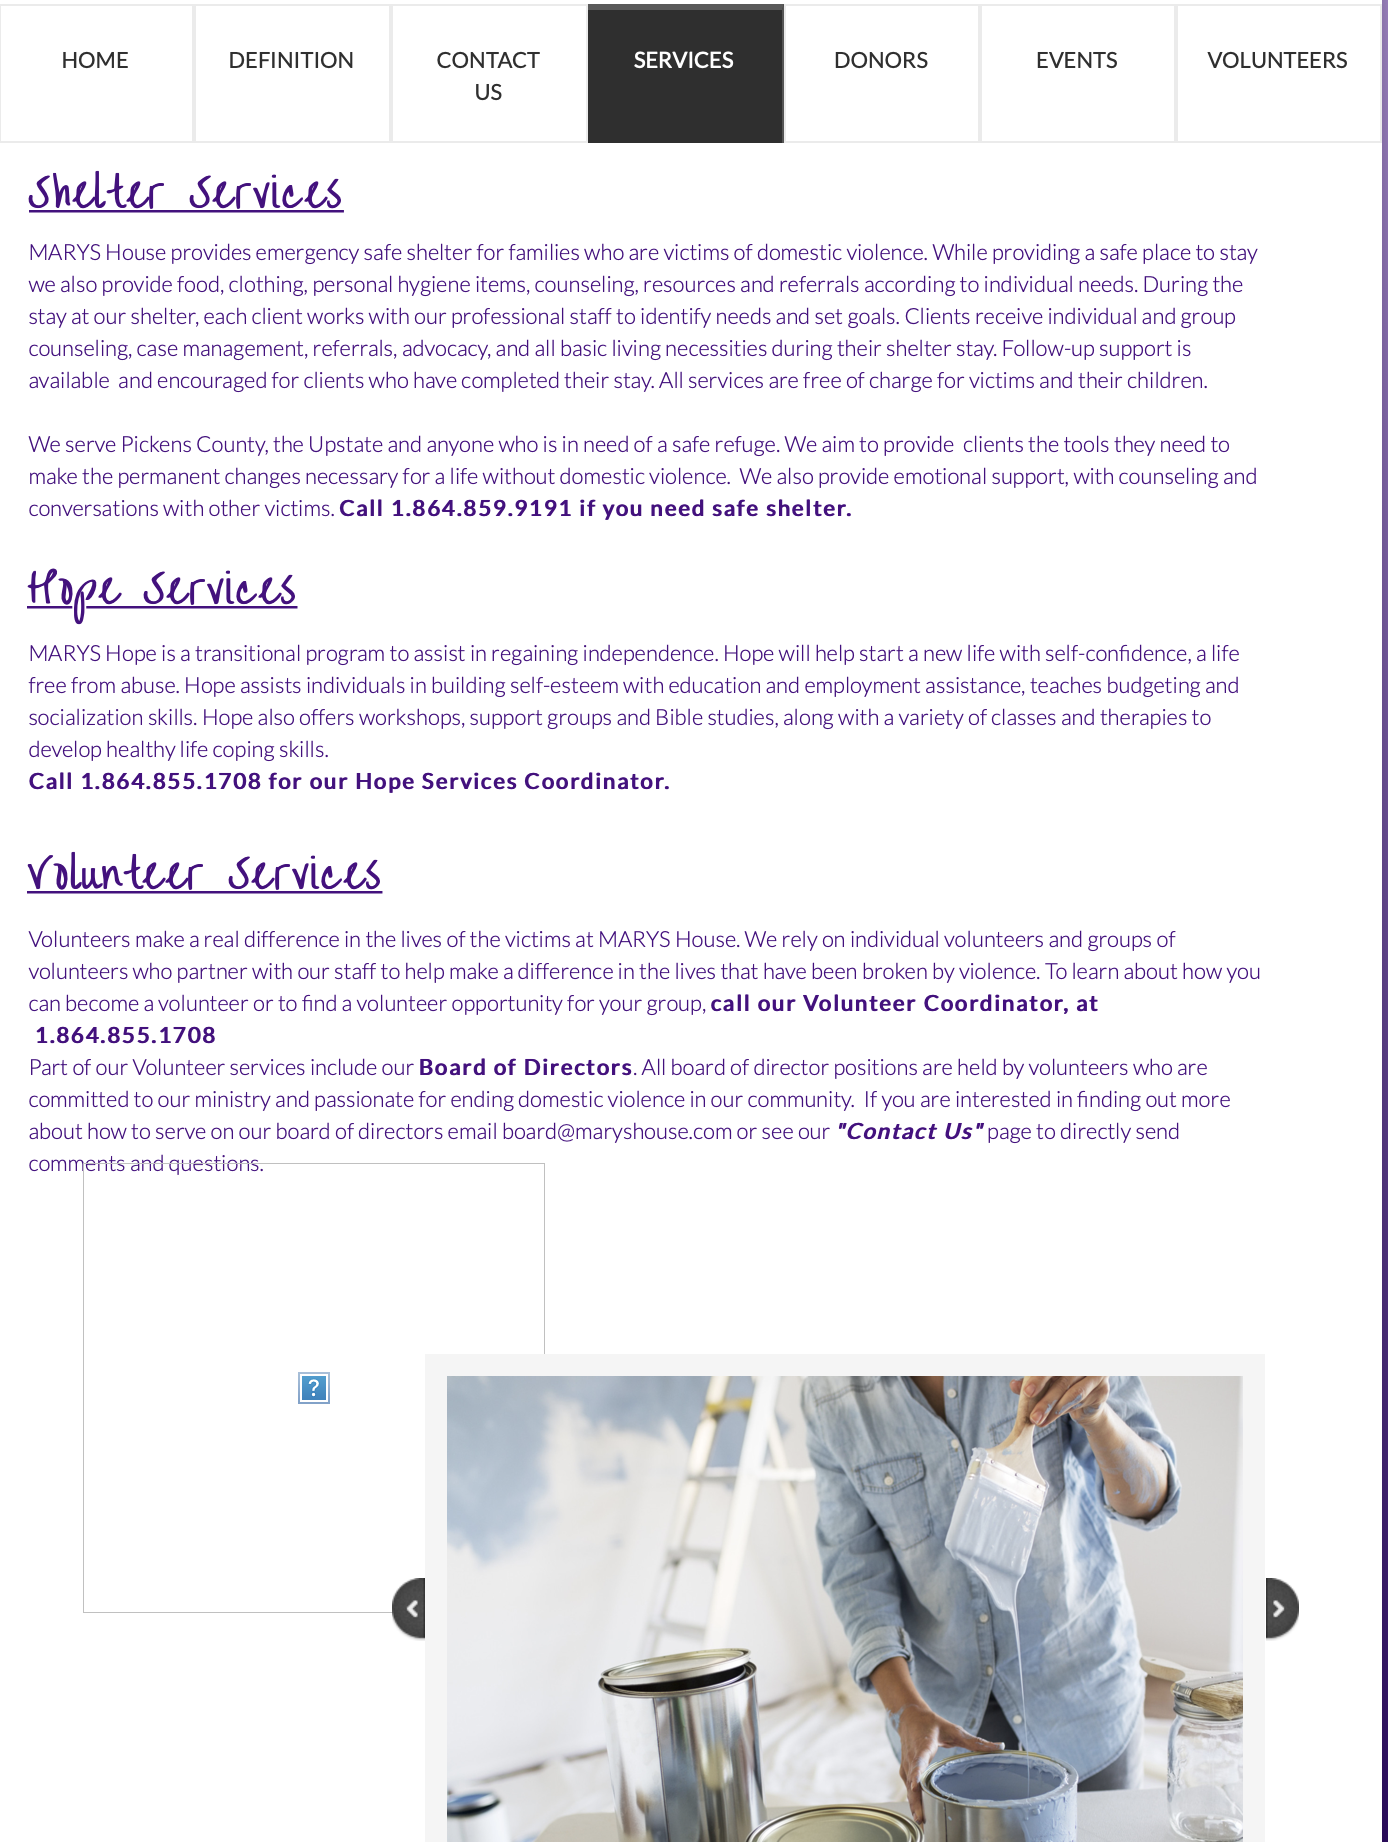 HOME
DEFINITION
CONTACT
US
SERVICES
DONORS
EVENTS
VOLUNTEERS
Shelter Services
MARYS House provides emergency safe shelter for families who are victims of domestic violence. While providing a safe place to stay
we also provide food, clothing, personal hygiene items, counseling, resources and referrals according to individual needs. During the
stay at our shelter, each client works with our professional staff to identify needs and set goals. Clients receive individual and group
counseling, case management, referrals, advocacy, and all basic living necessities during their shelter stay. Follow-up support is
available  and encouraged for clients who have completed their stay. All services are free of charge for victims and their children.
We serve Pickens County, the Upstate and anyone who is in need of a safe refuge. We aim to provide  clients the tools they need to
make the permanent changes necessary for a life without domestic violence.  We also provide emotional support, with counseling and
conversations with other victims. Call 1.864.859.9191 if you need safe shelter.
Hope Services
MARYS Hope is a transitional program to assist in regaining independence. Hope will help start a new life with self-confidence, a life
free from abuse. Hope assists individuals in building self-esteem with education and employment assistance, teaches budgeting and
socialization skills. Hope also offers workshops, support groups and Bible studies, along with a variety of classes and therapies to
develop healthy life coping skills.
Call 1.864.855.1708 for our Hope Services Coordinator.
Volunteer Services
Volunteers make a real difference in the lives of the victims at MARYS House. We rely on individual volunteers and groups of
volunteers who partner with our staff to help make a difference in the lives that have been broken by violence. To learn about how you
can become a volunteer or to find a volunteer opportunity for your group, call our Volunteer Coordinator, at
1.864.855.1708
Part of our Volunteer services include our Board of Directors. All board of director positions are held by volunteers who are
committed to our ministry and passionate for ending domestic violence in our community.  If you are interested in finding out more
about how to serve on our board of directors email board@maryshouse.com or see our "Contact Us" page to directly send
comments and questions.